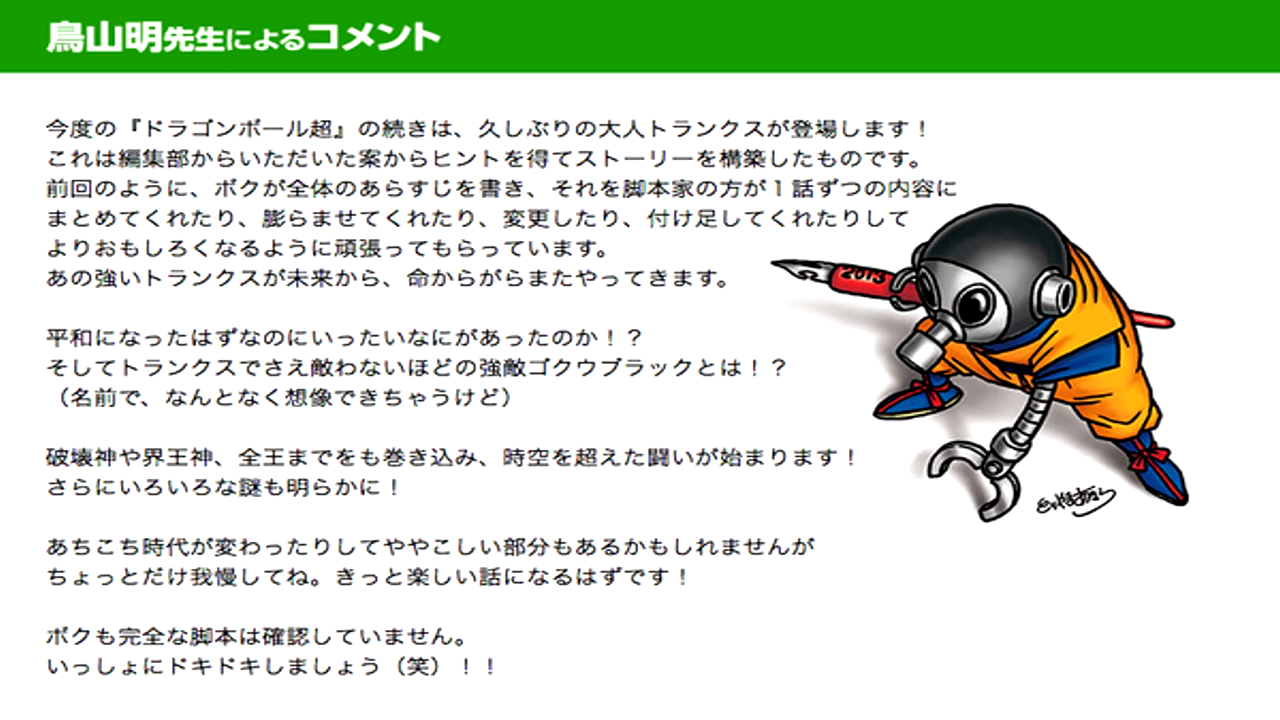 鳥山明先生によるコメント
今度の『ドラゴンボール超』の続きは、久しぶりの大人トランクスが登場します！
これは編集部からいただいた案からヒントを得てストーリーを構築したものです。
前回のように、ボクが全体のあらすじを書き、それを脚本家の方が１話ずつの内容に
まとめてくれたり、膨らませてくれたり、変更したり、付け足してくれたりして
よりおもしろくなるように頑張ってもらっています。
あの強いトランクスが未来から、命からがらまたやってきます。
平和になったはずなのにいったいなにがあったのか！？
そしてトランクスでさえ敵わないほどの強敵ゴクウブラックとは！？
（名前で、なんとなく想像できちゃうけど）
破壊神や界王神、全王までをも巻き込み、時空を超えた闘いが始まります！
さらにいろいろな謎も明らかに！
あちこち時代が変わったりしてややこしい部分もあるかもしれませんが
ちょっとだけ我慢してね。きっと楽しい話になるはずです！
ボクも完全な脚本は確認していません。
いっしょにドキドキしましょう（笑）！！
2013